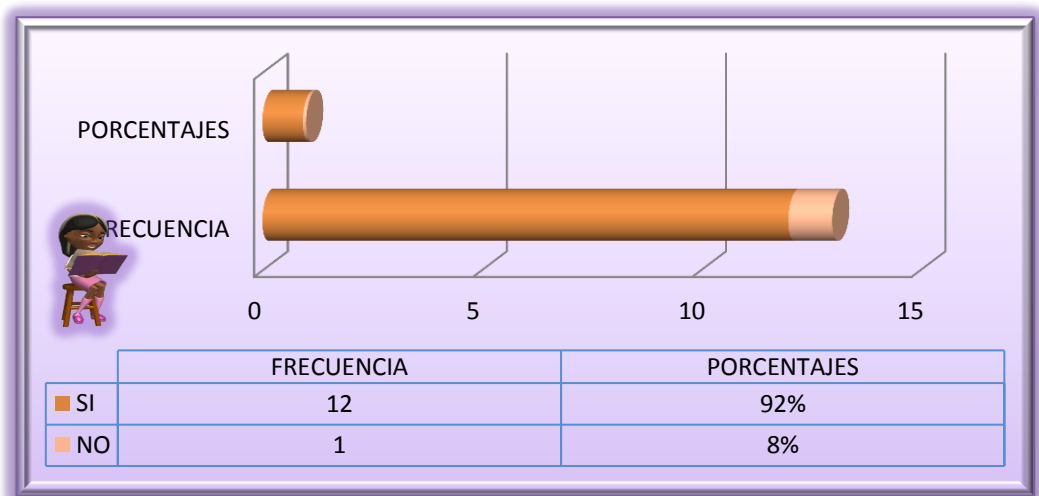 PORCENTAJES
RECUENCIA
0 5 10 15
FRECUENCIA PORCENTAJES
SI 12 92%
NO 1 8%